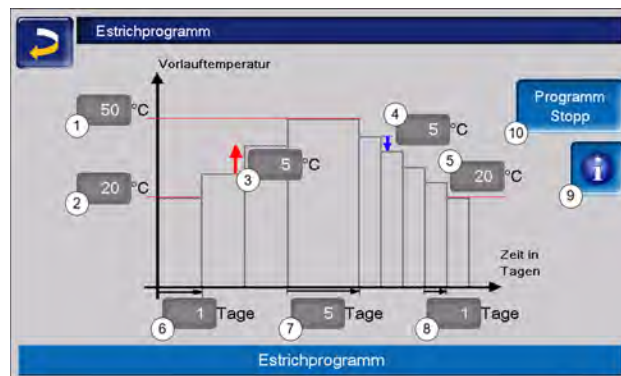 Estrichprogramm
Vorlauftemperatur
50 °C
1
4
5 °C
Programm
Stopp
10
5 °C
3
5
20 °C
20 °C
2
i
9
Zeit in
Tagen
1 Tage
6
5 Tage
7
1 Tage
8
Estrichprogramm